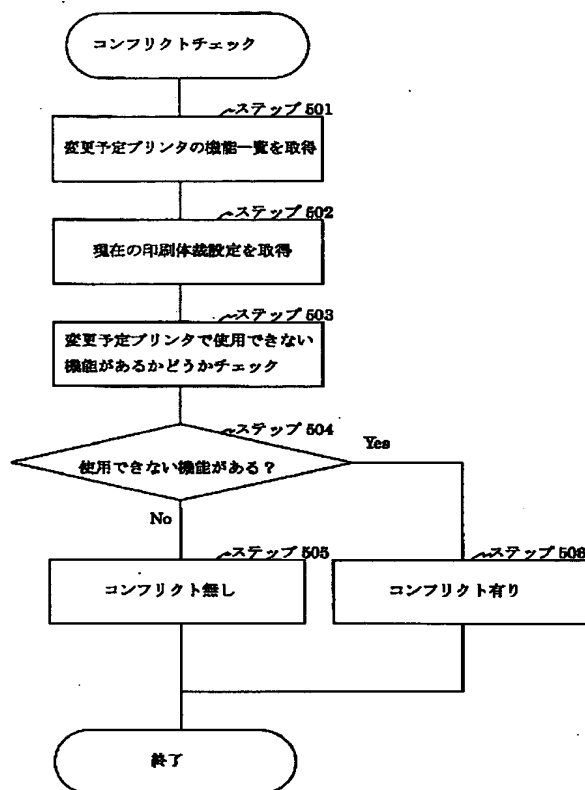 コンフリクトチェック
ステップ 501
変更予定プリンタの機能一覧を取得
ステップ 502
現在の印刷体裁設定を取得
ステップ 503
変更予定プリンタで使用できない
機能があるかどうかチェック
ステップ 504
使用できない機能がある？
Yes
No
ステップ 505
コンフリクト無し
ステップ 506
コンフリクト有り
終了